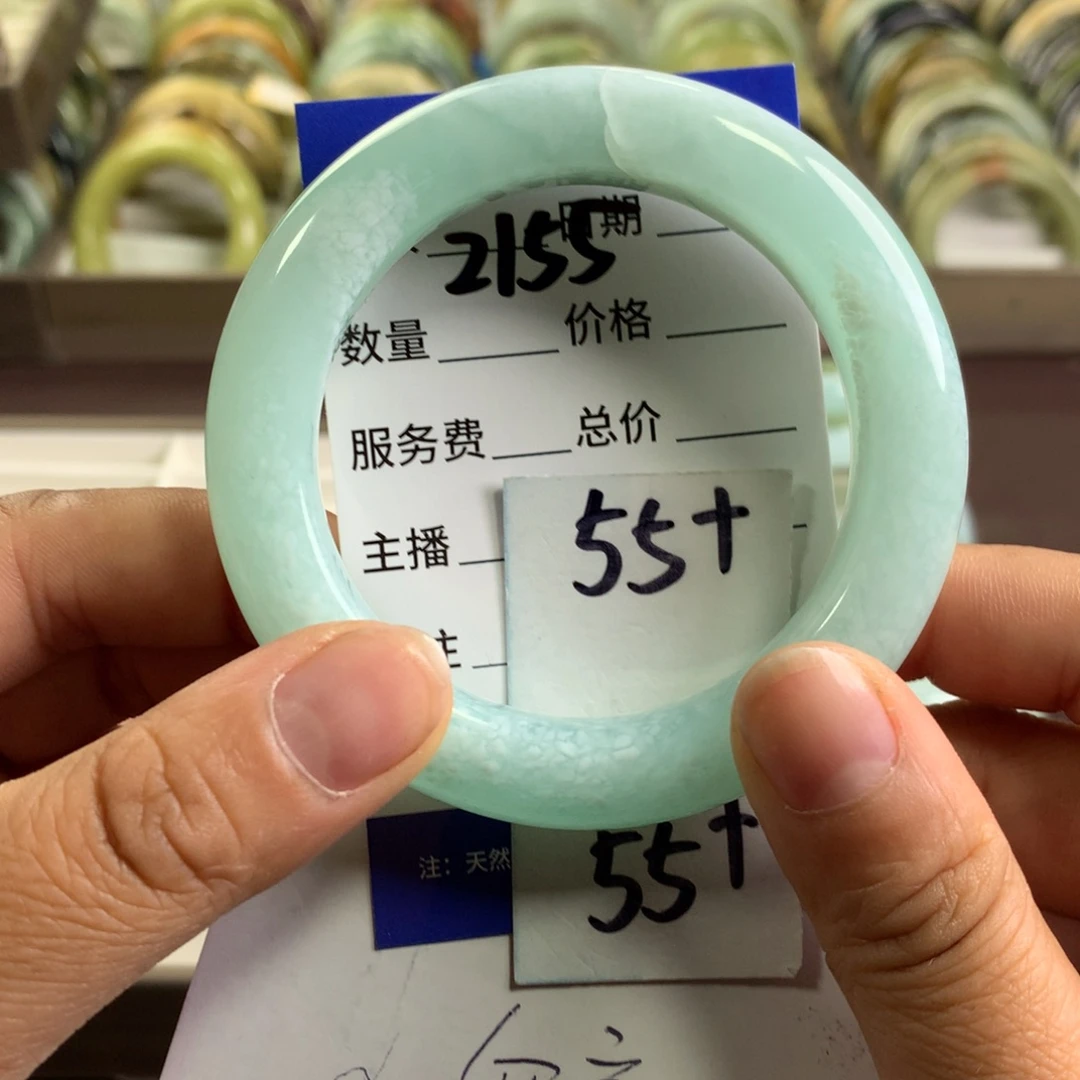 2155 日期
数量 价格
服务费 总价
主播
55+
注
注：天然
55+